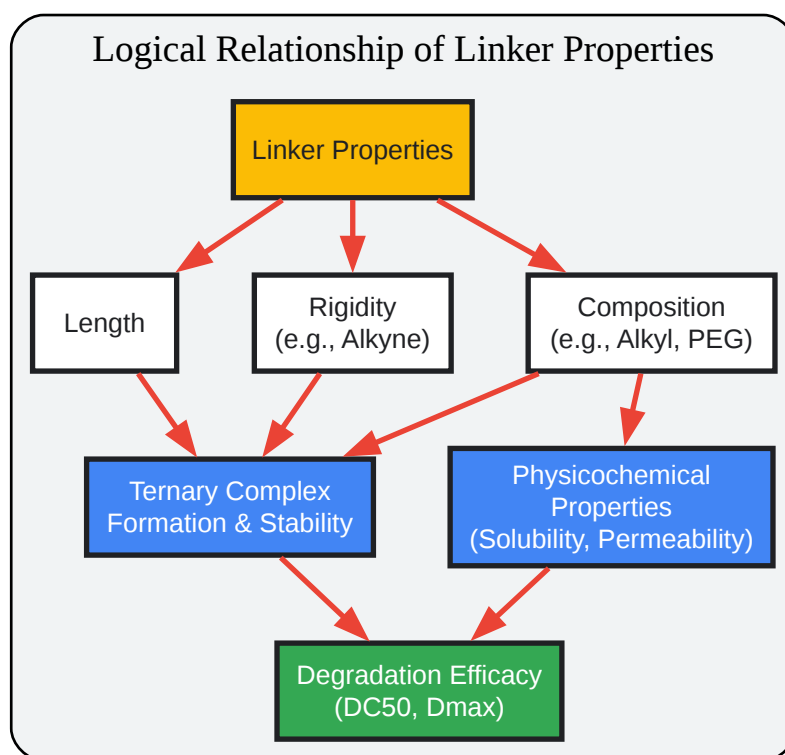 Logical Relationship of Linker Properties
Linker Properties
Length
Rigidity
(e.g., Alkyne)
Composition
(e.g., Alkyl, PEG)
Ternary Complex
Formation & Stability
Physicochemical
Properties
(Solubility, Permeability)
Degradation Efficacy
(DC50, Dmax)